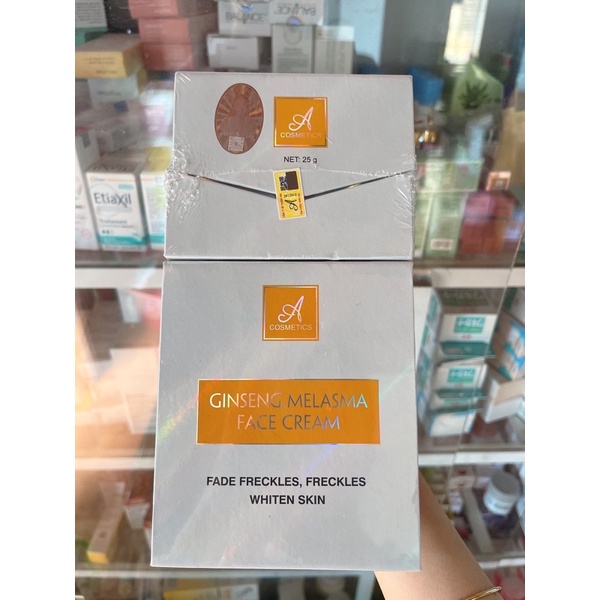 A
COSMETICS
NET: 25 g
A
COSMETICS
GINSENG MELASMA
FACE CREAM
FADE FRECKLES, FRECKLES
WHITEN SKIN
Etiaxil